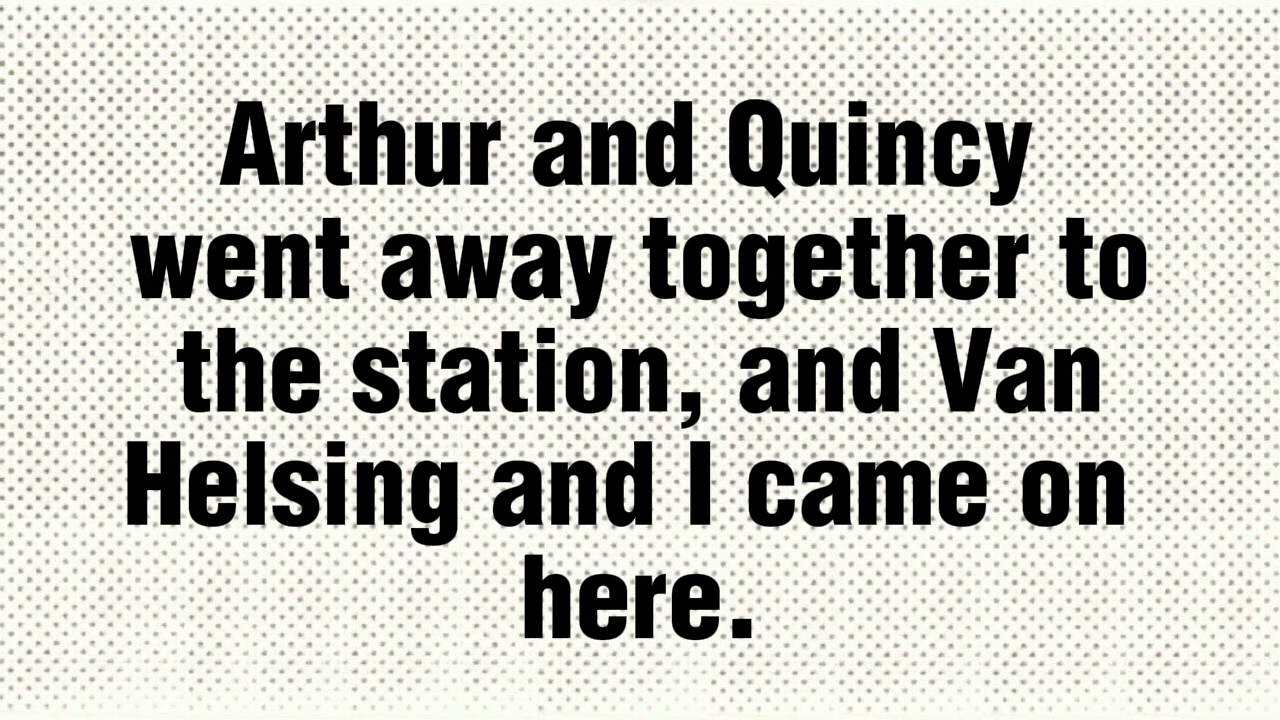 Arthur and Quincy
went away together to
the station, and Van
Helsing and I came on
here.